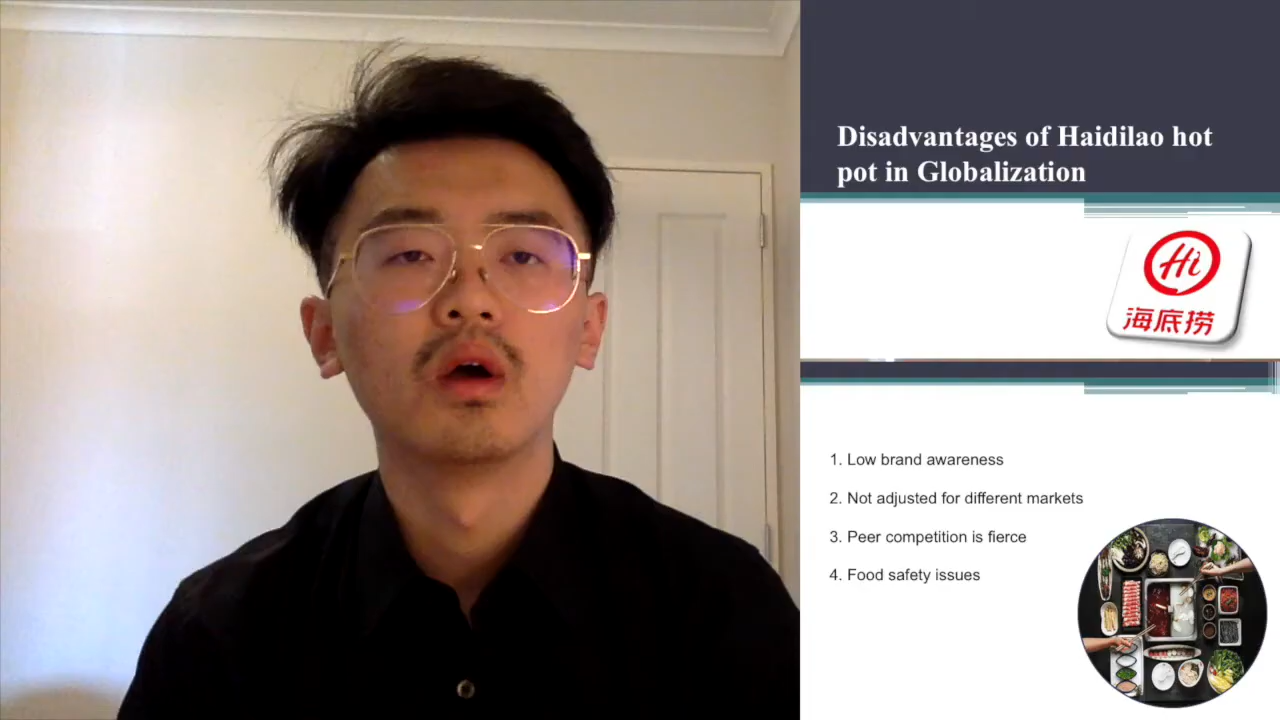 Disadvantages of Haidilao hot
pot in Globalization
Hi
海底捞
1. Low brand awareness
2. Not adjusted for different markets
3. Peer competition is fierce
4. Food safety issues